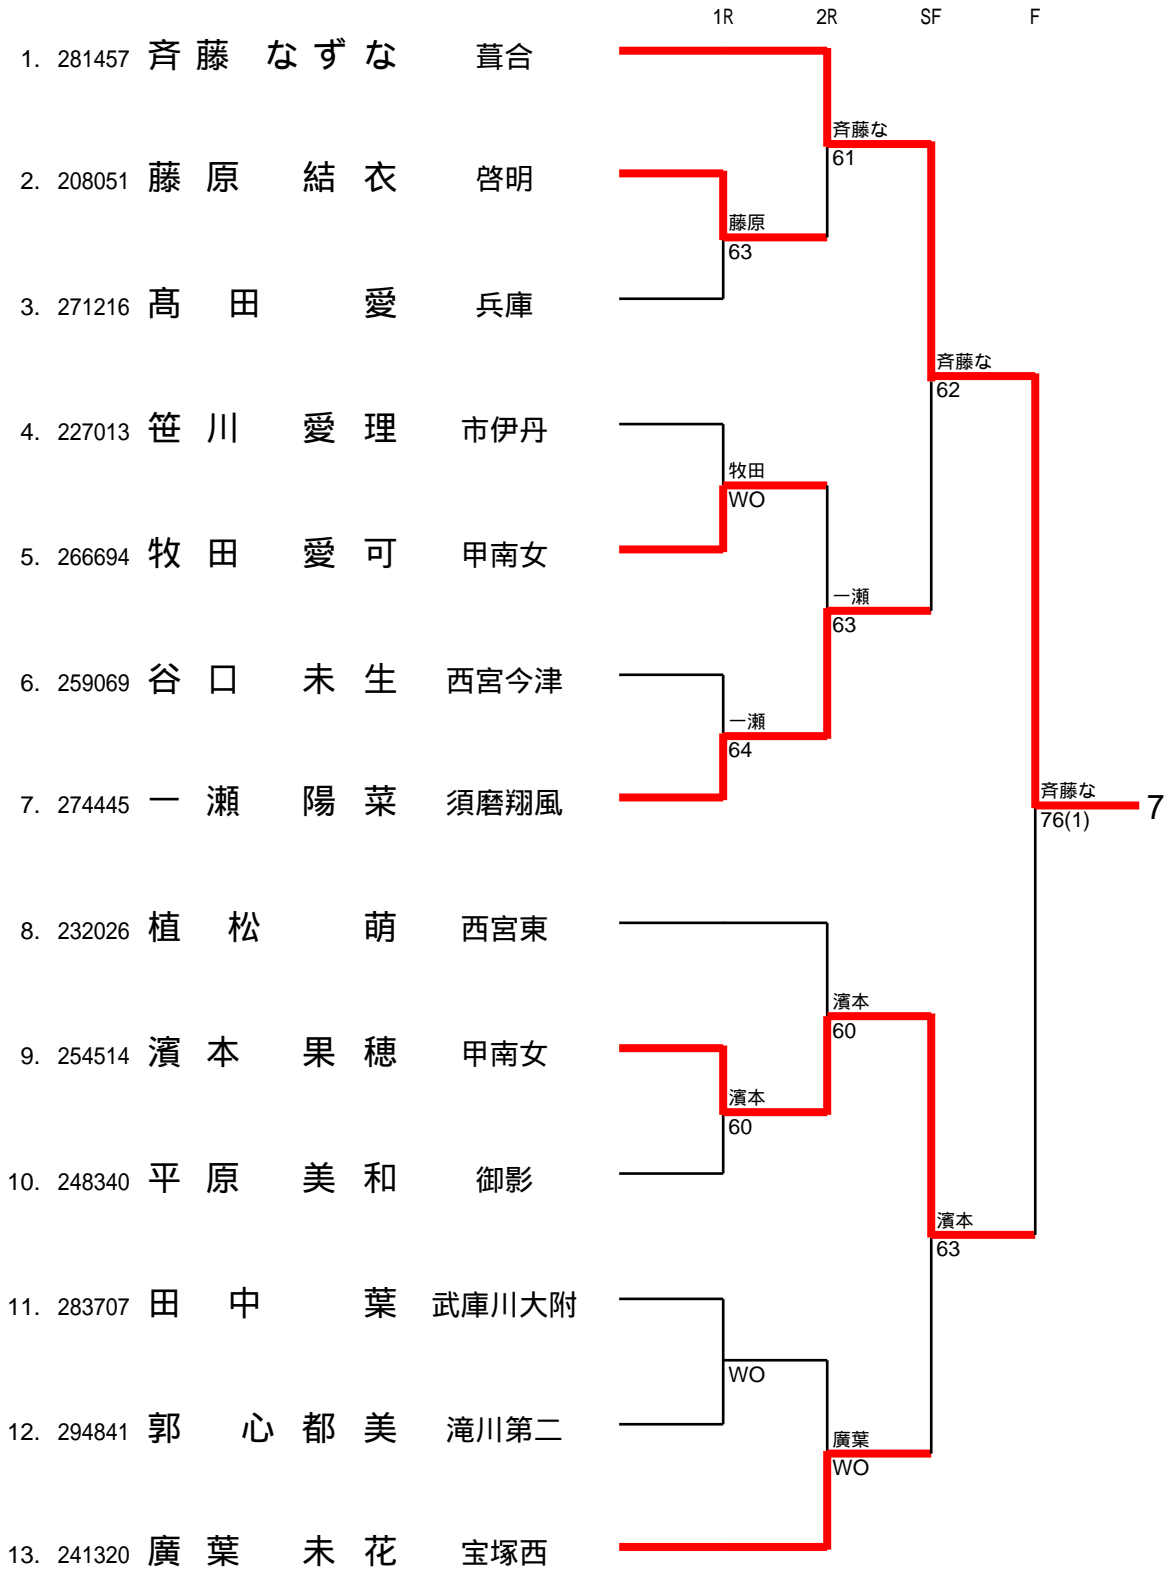 1R 2R SF F
1. 281457 斉藤 なずな 葺合
斉藤な
61
2. 208051 藤原 結衣 啓明
藤原
63
3. 271216 髙田 愛 兵庫
斉藤な
62
4. 227013 笹川 愛理 市伊丹
牧田
WO
5. 266694 牧田 愛可 甲南女
一瀬
63
6. 259069 谷口 未生 西宮今津
一瀬
64
7. 274445 一瀬 陽菜 須磨翔風
斉藤な
76(1)
7
8. 232026 植松 萌 西宮東
濱本
60
9. 254514 濱本 果穂 甲南女
濱本
60
10. 248340 平原 美和 御影
濱本
63
11. 283707 田中 葉 武庫川大附
WO
12. 294841 郭 心都美 滝川第二
廣葉
WO
13. 241320 廣葉 未花 宝塚西